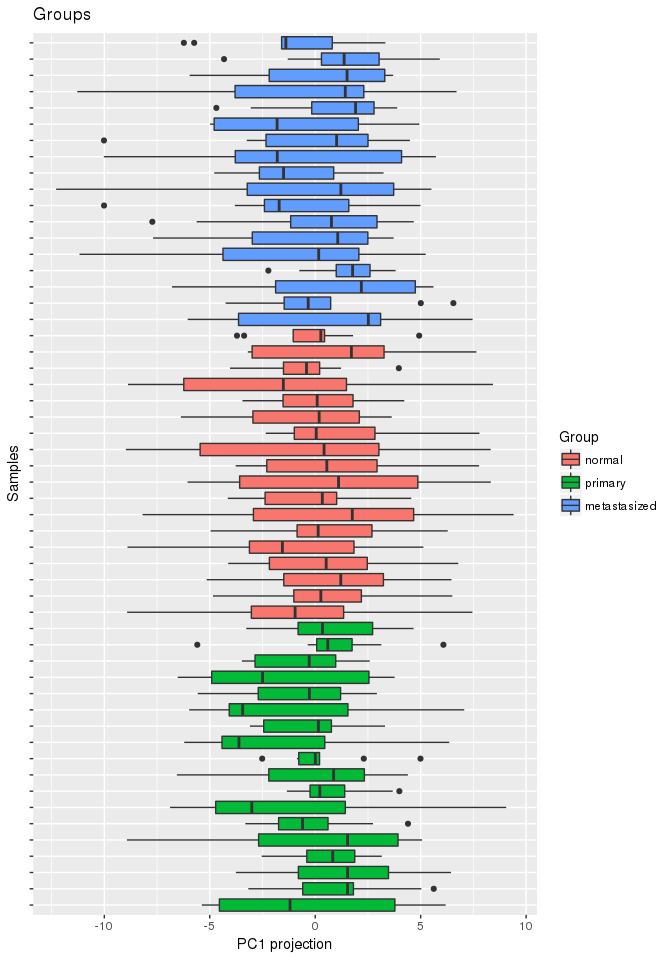 Groups
Samples
Group
normal
primary
metastasized
-10
-5
0
5
10
PC1 projection